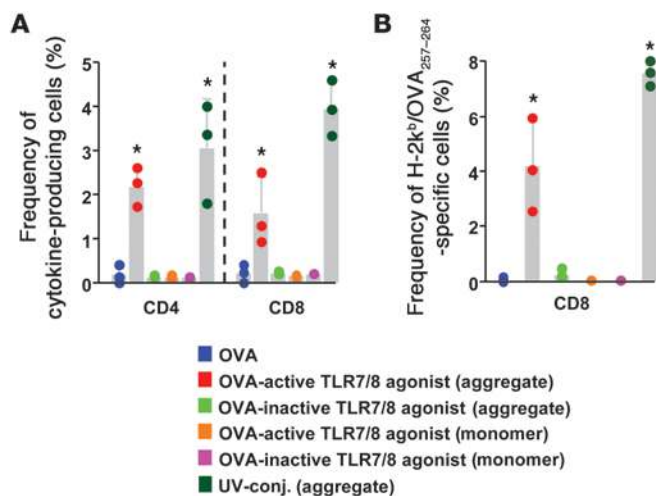 A
Frequency of
cytokine-producing cells (%)
5
4
3
2
1
0
CD4
CD8
B
Frequency of H-2kᵇ/OVA₂₅₇₋₂₆₄
-specific cells (%)
8
6
4
2
0
CD8
* * * *
* *
OVA
OVA-active TLR7/8 agonist (aggregate)
OVA-inactive TLR7/8 agonist (aggregate)
OVA-active TLR7/8 agonist (monomer)
OVA-inactive TLR7/8 agonist (monomer)
UV-conj. (aggregate)